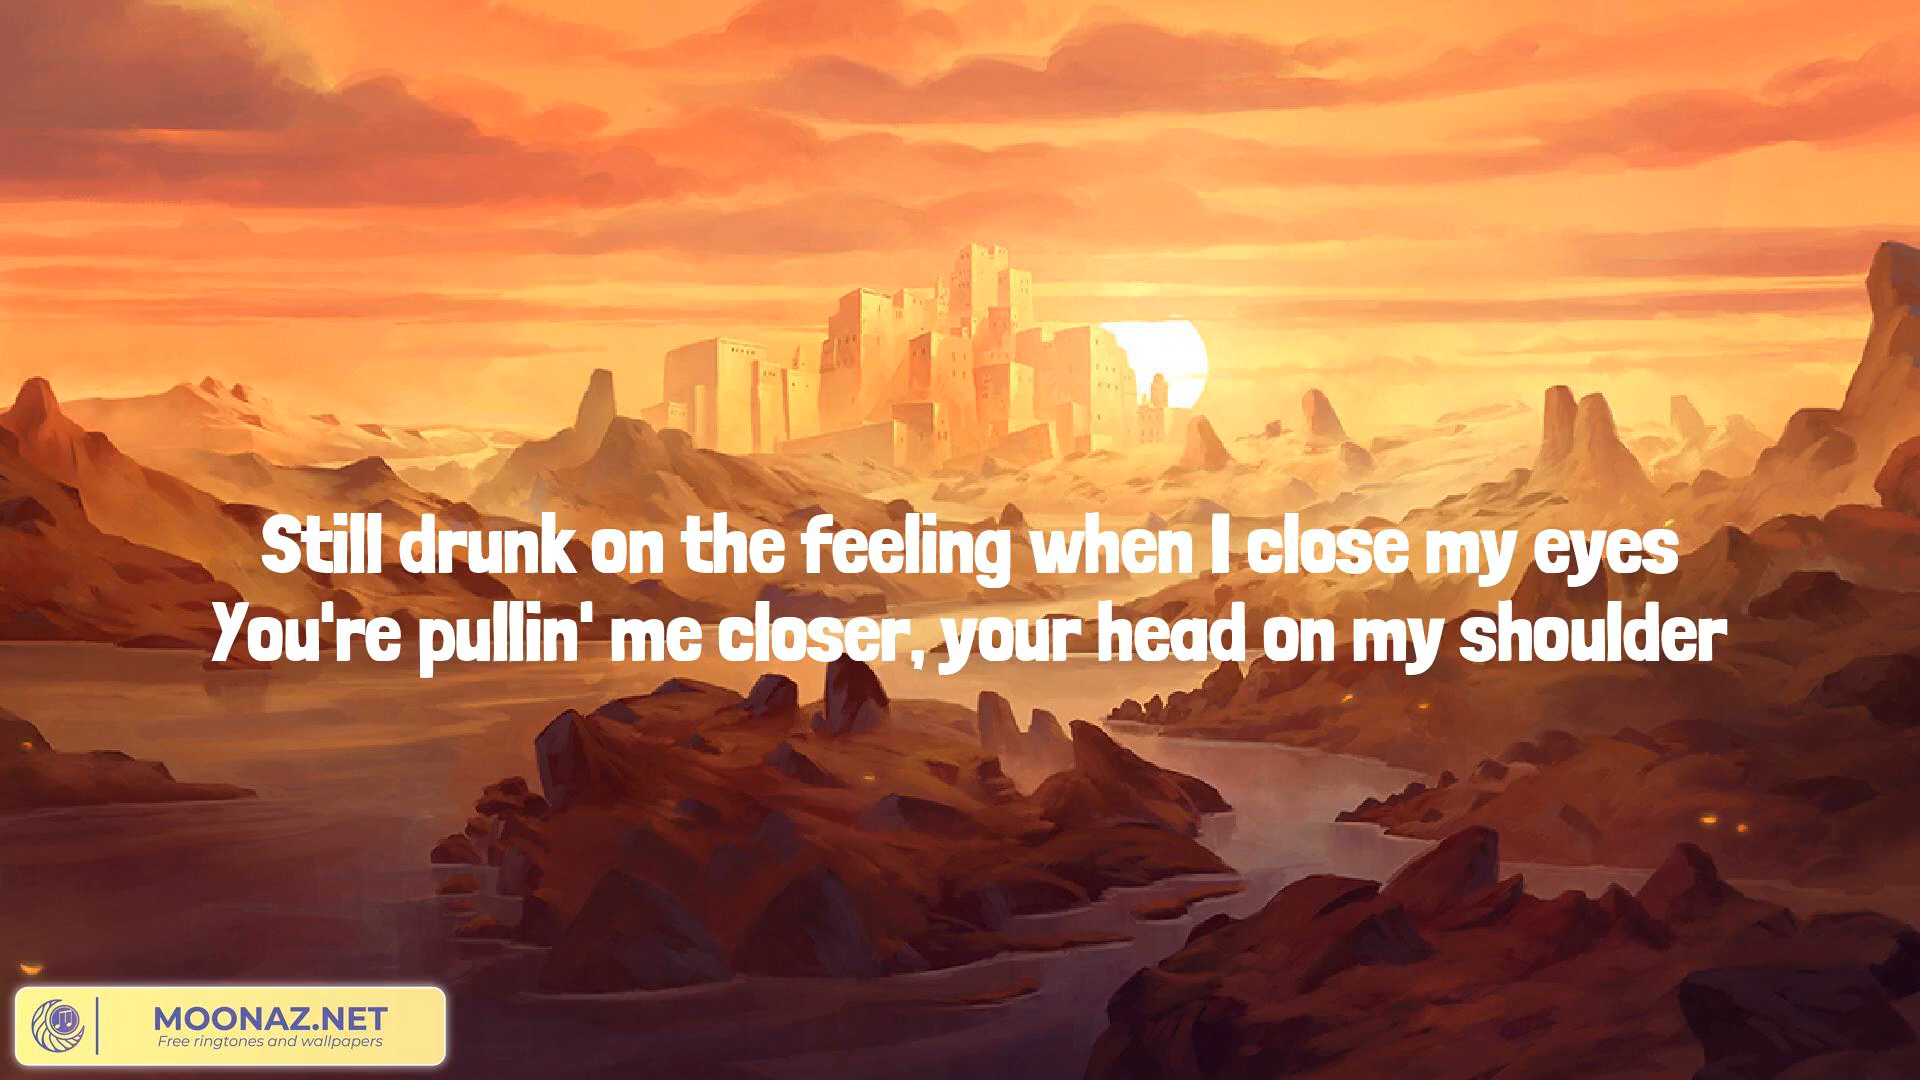 Still drunk on the feeling when I close my eyes
You're pullin' me closer, your head on my shoulder
MOONAZ.NET
Free ringtones and wallpapers